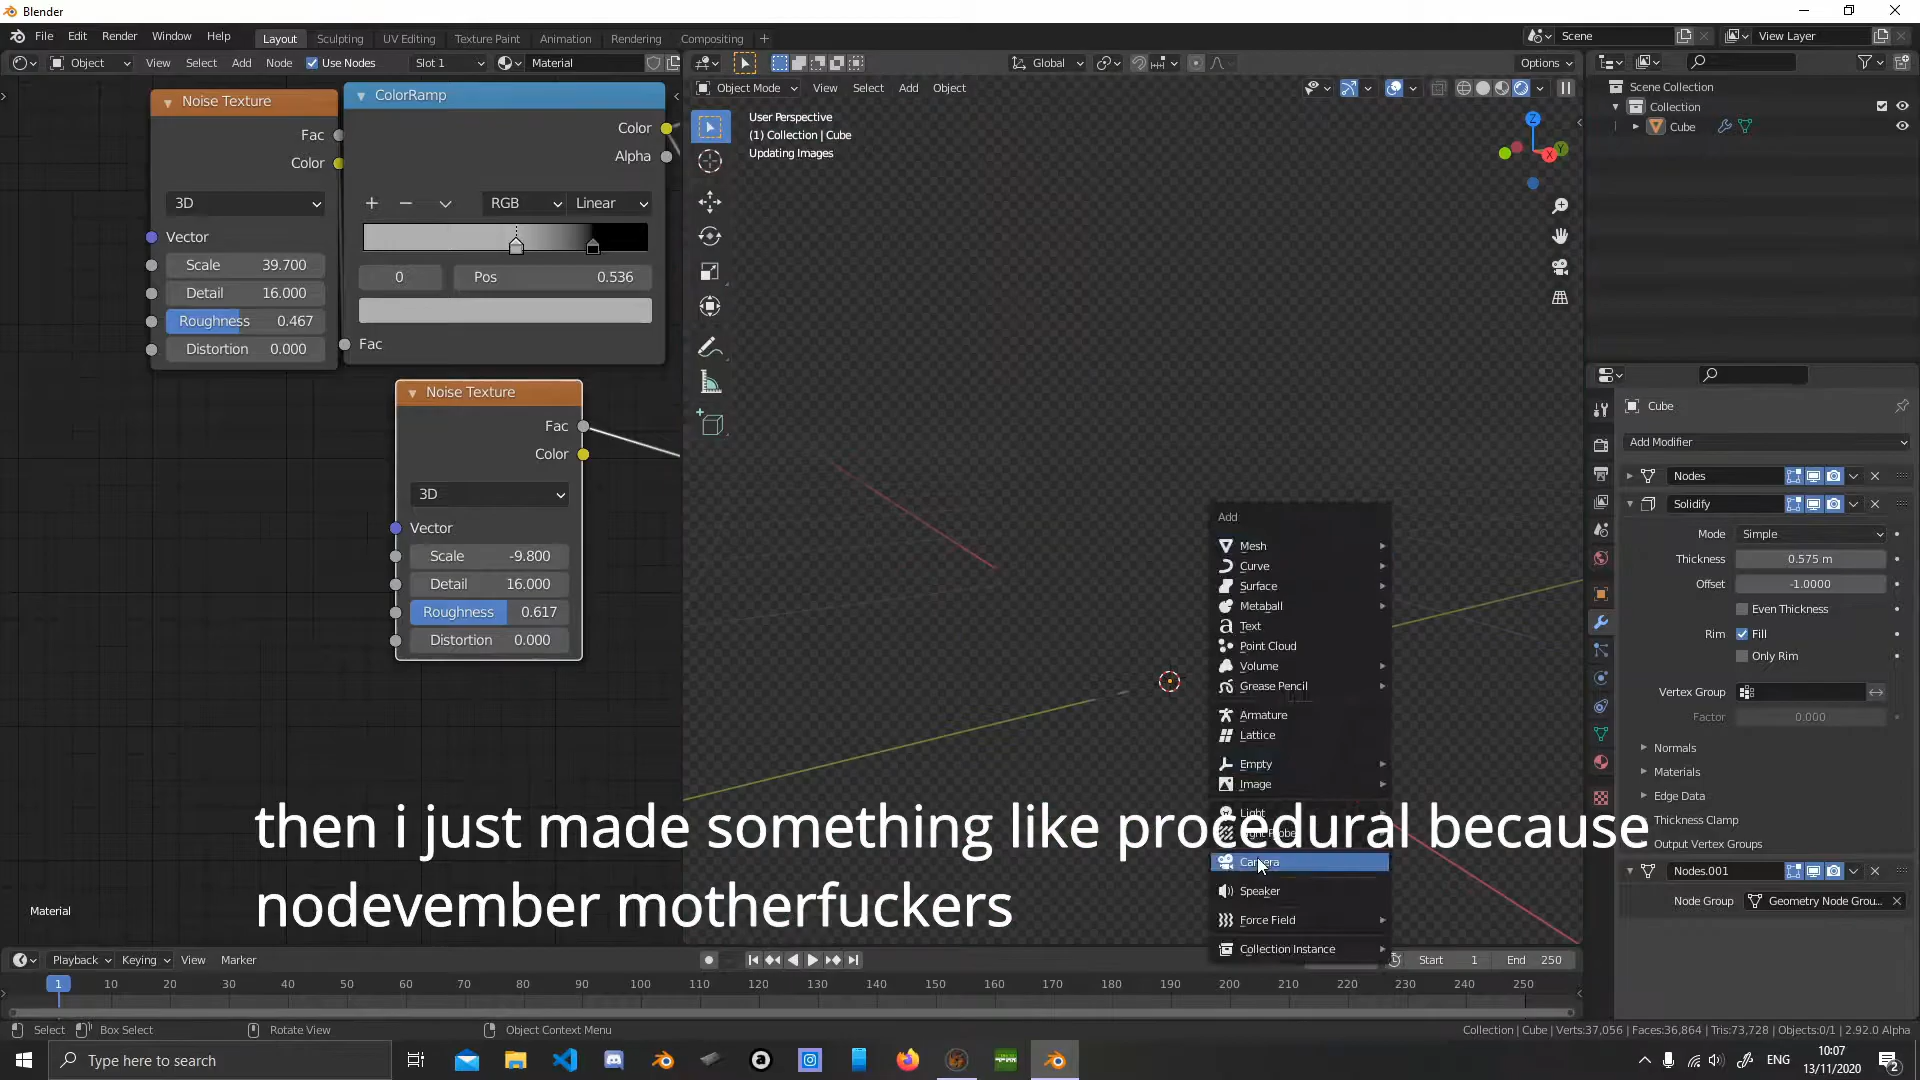 Blender
File Edit Render Window Help
Layout Sculpting UV Editing Texture Paint Animation Rendering Compositing
Scene
View Layer
Object View Select Add Node Use Nodes Slot 1 Material
Global
Options
Object Mode View Select Add Object
Scene Collection
Collection
Cube
Noise Texture
Fac
Color
3D
Vector
Scale 39.700
Detail 16.000
Roughness 0.467
Distortion 0.000
ColorRamp
Color
Alpha
RGB Linear
0 Pos 0.536
Fac
Noise Texture
Fac
Color
3D
Vector
Scale -9.800
Detail 16.000
Roughness 0.617
Distortion 0.000
Material
User Perspective
(1) Collection | Cube
Updating Images
Z
Y
X
Add
Mesh
Curve
Surface
Metaball
Text
Point Cloud
Volume
Grease Pencil
Armature
Lattice
Empty
Image
Light
Camera
Speaker
Force Field
Collection Instance
Cube
Add Modifier
Nodes
Solidify
Mode Simple
Thickness 0.575 m
Offset -1.0000
Even Thickness
Rim Fill
Only Rim
Vertex Group
Factor 0.000
Normals
Materials
Edge Data
Thickness Clamp
Output Vertex Groups
Nodes.001
Node Group Geometry Node Grou...
then i just made something like procedural because
nodevember motherfuckers
Playback Keying View Marker
Start 1 End 250
1 10 20 30 40 50 60 70 80 90 100 110 120 130 140 150 160 170 180 190 200 210 220 230 240 250
Select Box Select Rotate View Object Context Menu
Collection | Cube | Verts:37,056 | Faces:36,864 | Tris:73,728 | Objects:0/1 | 2.92.0 Alpha
Type here to search
ENG
10:07
13/11/2020
2